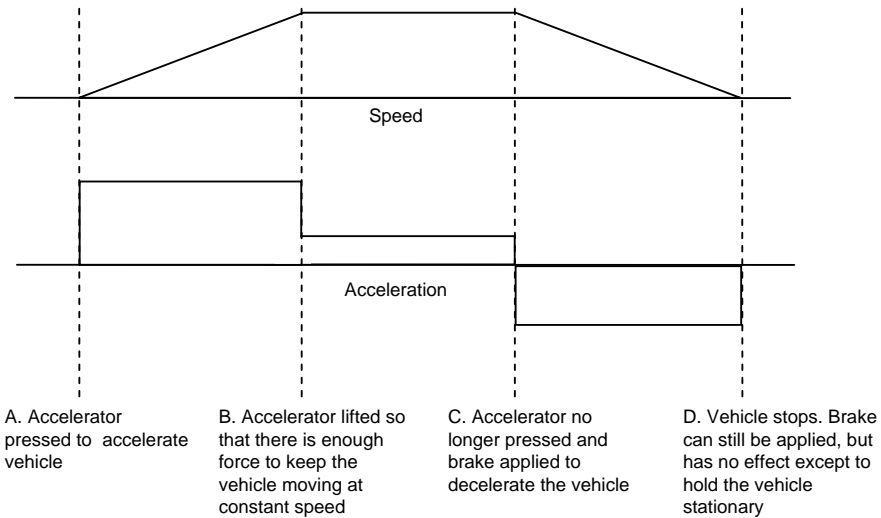 Speed
Acceleration
A. Accelerator
pressed to accelerate
vehicle
B. Accelerator lifted so
that there is enough
force to keep the
vehicle moving at
constant speed
C. Accelerator no
longer pressed and
brake applied to
decelerate the vehicle
D. Vehicle stops. Brake
can still be applied, but
has no effect except to
hold the vehicle
stationary